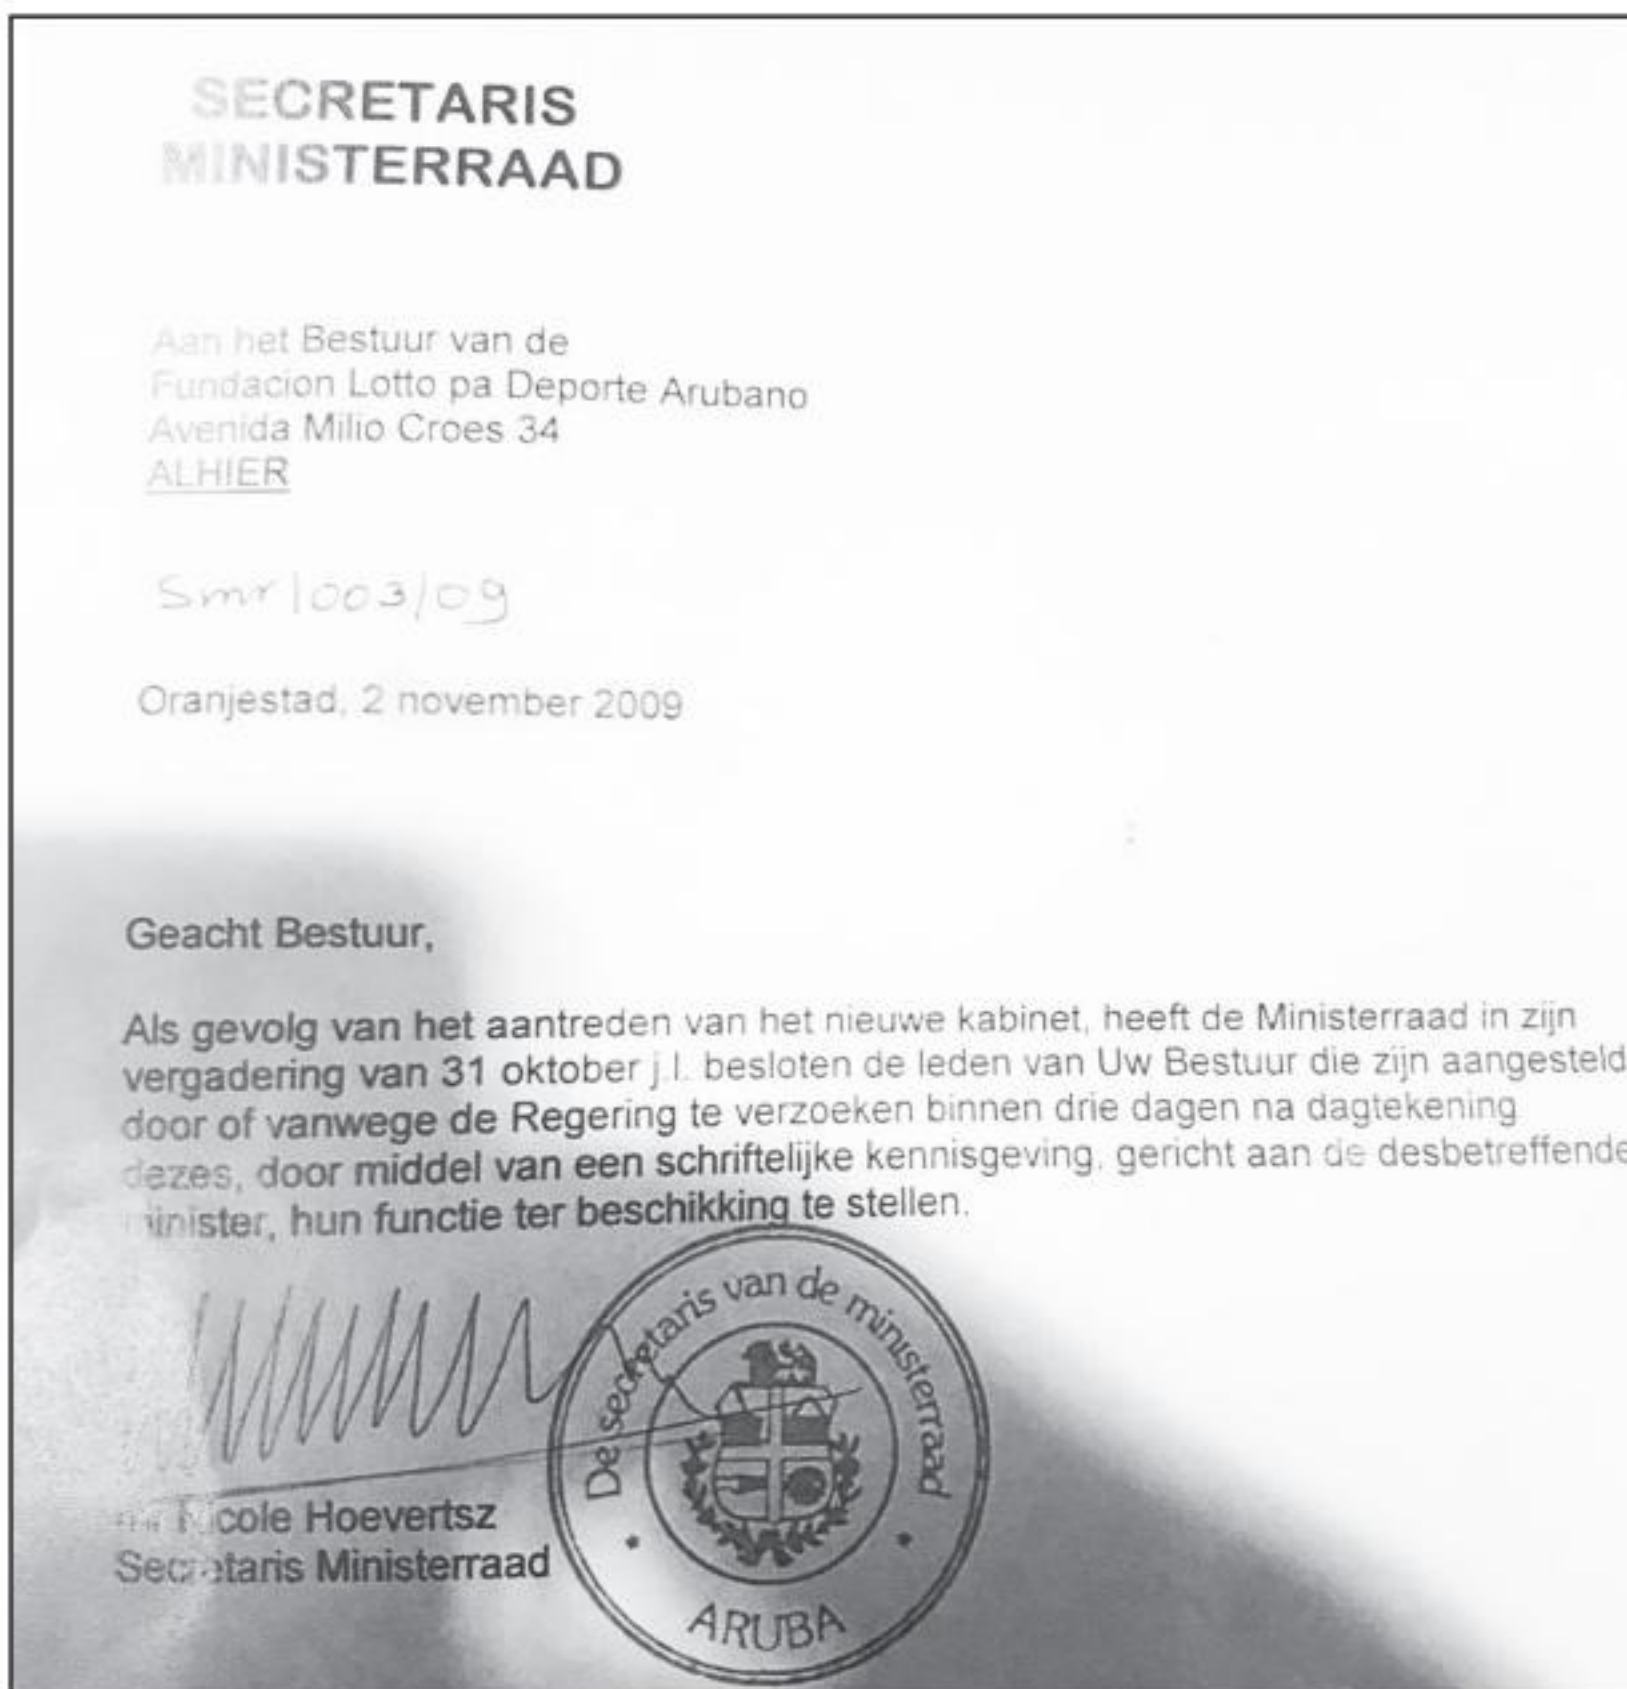 SECRETARIS
MINISTERRAAD
Aan het Bestuur van de
Fundacion Lotto pa Deporte Arubano
Avenida Milio Croes 34
ALHIER
Smr/003/09
Oranjestad, 2 november 2009
Geacht Bestuur,
Als gevolg van het aantreden van het nieuwe kabinet, heeft de Ministerraad in zijn
vergadering van 31 oktober j.l. besloten de leden van Uw Bestuur die zijn aangesteld
door of vanwege de Regering te verzoeken binnen drie dagen na dagtekening
dezes, door middel van een schriftelijke kennisgeving, gericht aan de desbetreffende
minister, hun functie ter beschikking te stellen.
De secretaris van de ministerraad
ARUBA
mr Nicole Hoevertsz
Secretaris Ministerraad